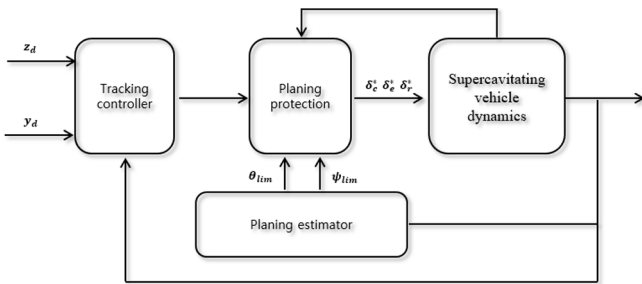 z_d
y_d
Tracking
controller
Planing
protection
δ_c^* δ_e^* δ_r^*
Supercavitating
vehicle
dynamics
θ_lim ψ_lim
Planing estimator